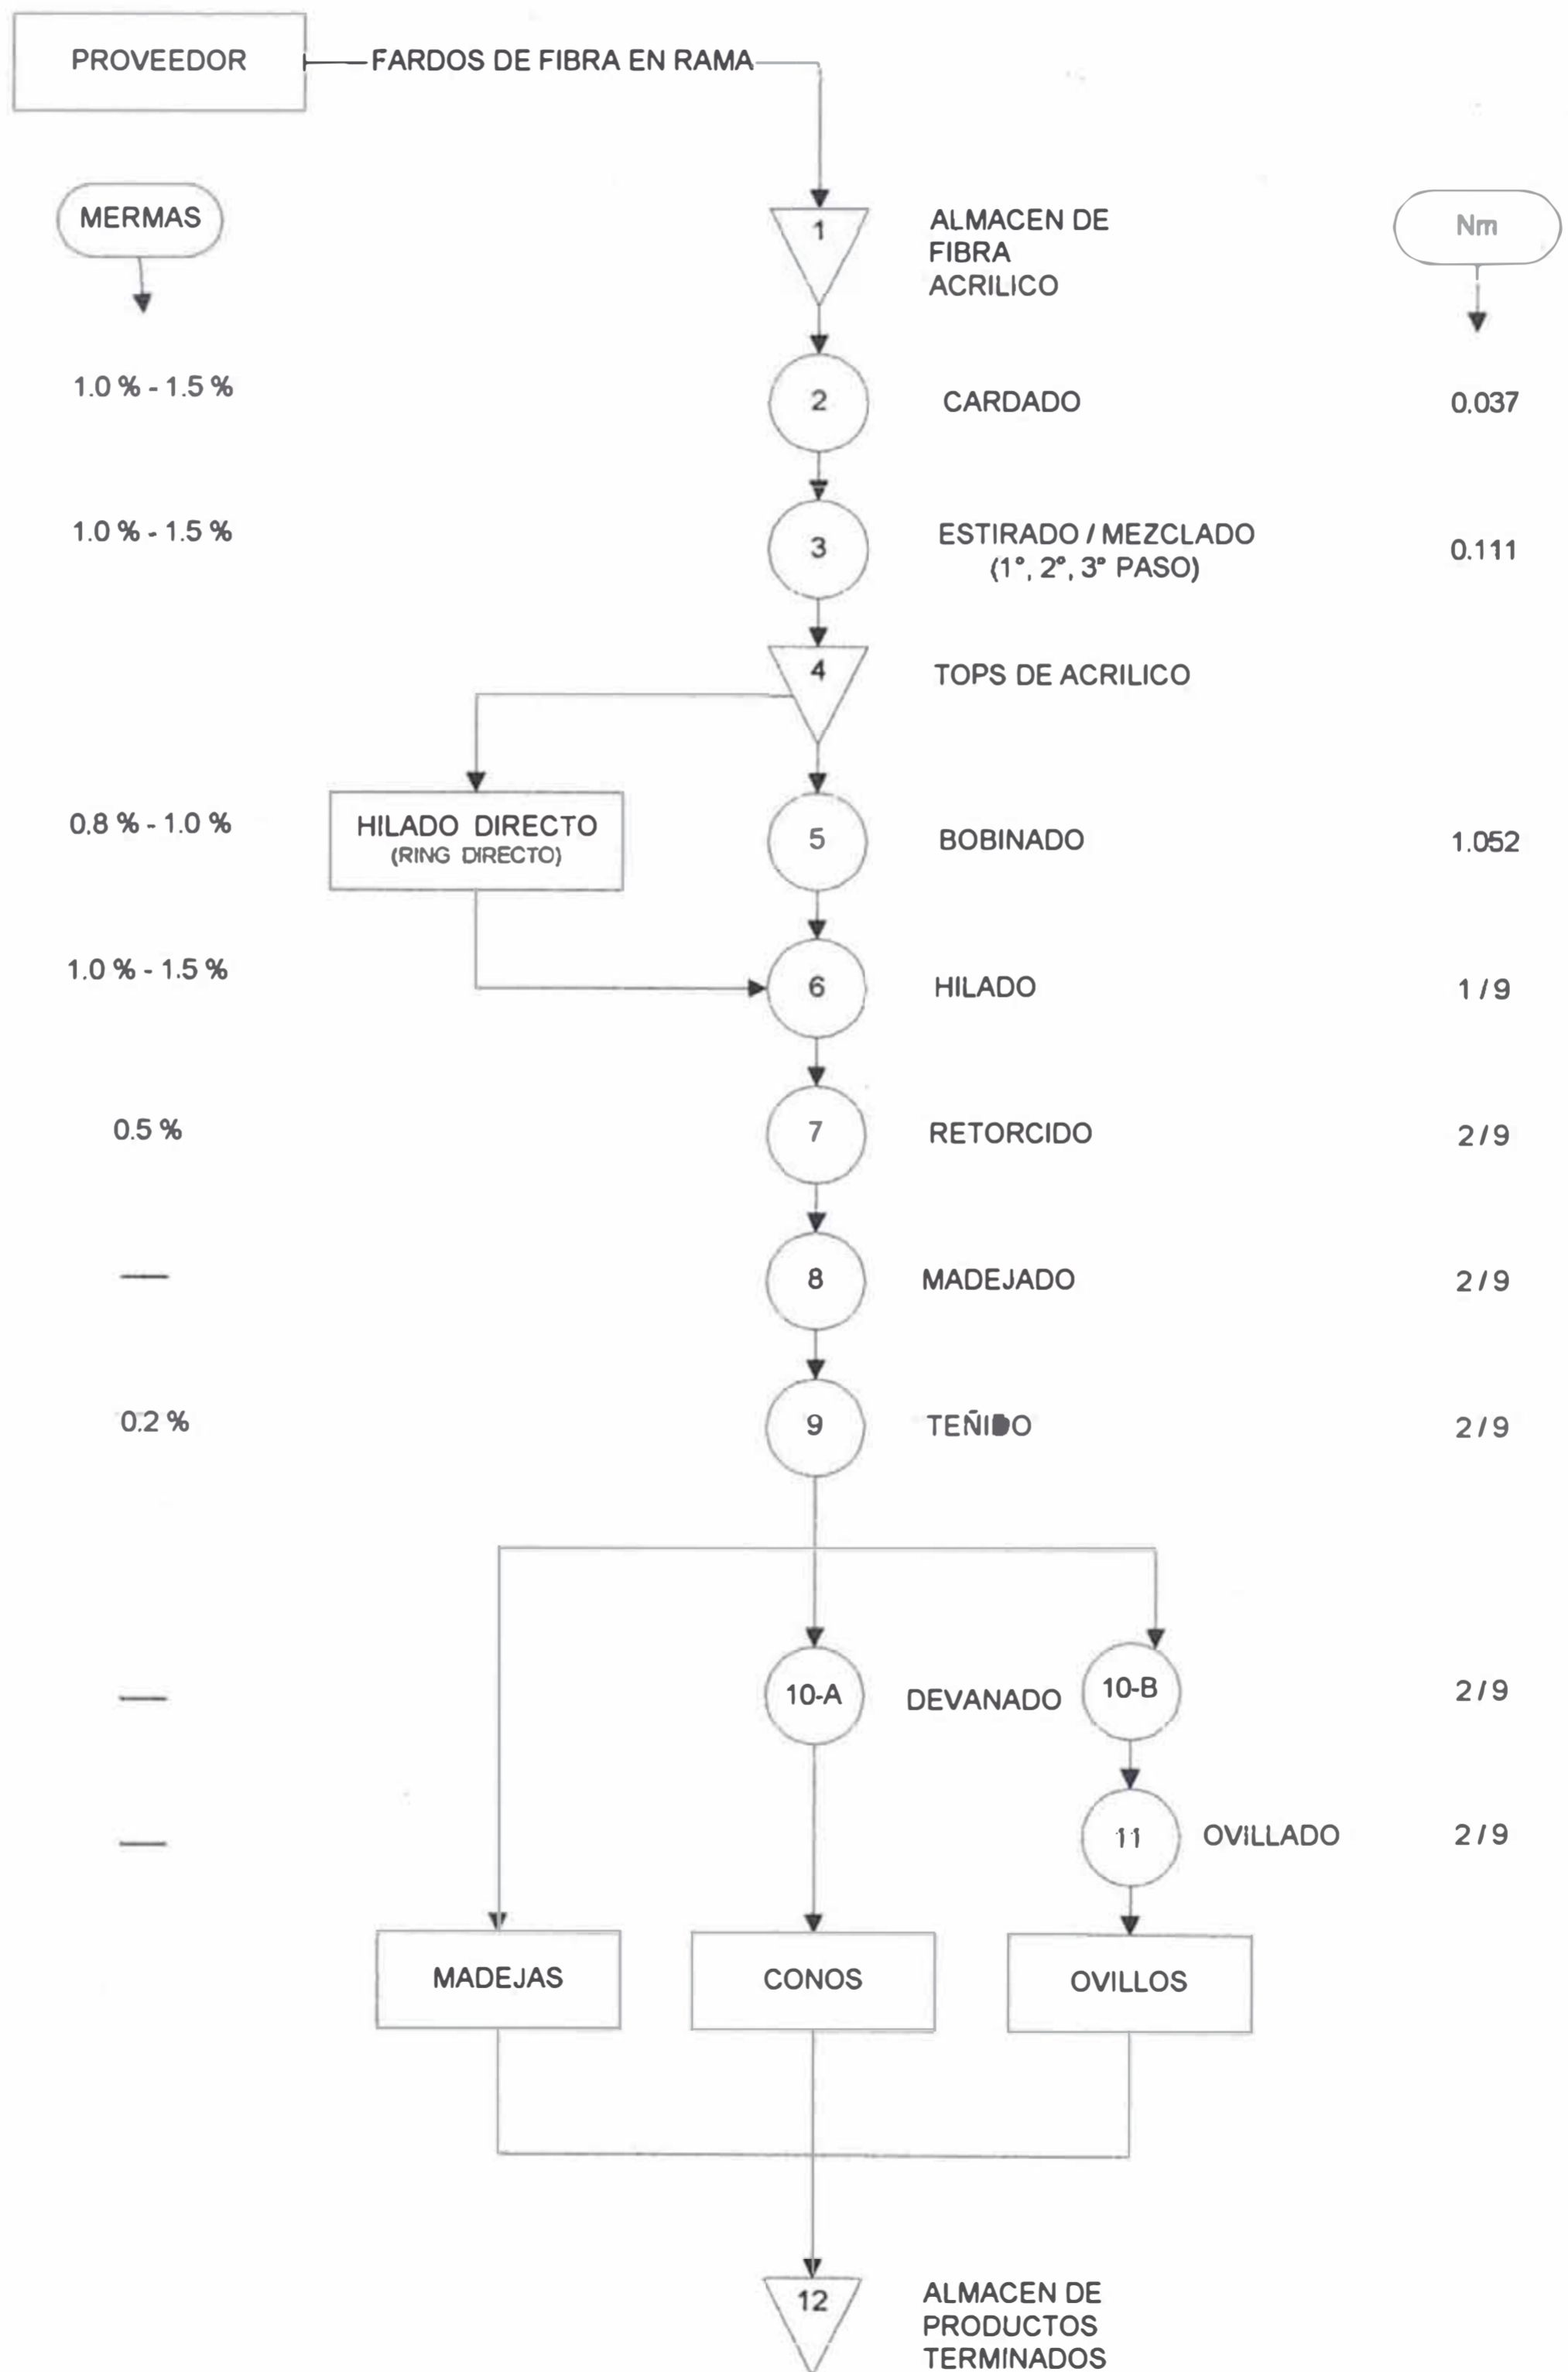 PROVEEDOR
FARDOS DE FIBRA EN RAMA
MERMAS
Nm
1
ALMACEN DE
FIBRA
ACRILICO
1.0 % - 1.5 %
2
CARDADO
0.037
1.0 % - 1.5 %
3
ESTIRADO / MEZCLADO
(1°, 2°, 3° PASO)
0.111
4
TOPS DE ACRILICO
0.8 % - 1.0 %
HILADO DIRECTO
(RING DIRECTO)
5
BOBINADO
1.052
1.0 % - 1.5 %
6
HILADO
1 / 9
0.5 %
7
RETORCIDO
2 / 9
—
8
MADEJADO
2 / 9
0.2 %
9
TEÑIDO
2 / 9
—
10-A
DEVANADO
10-B
2 / 9
—
11
OVILLADO
2 / 9
MADEJAS
CONOS
OVILLOS
12
ALMACEN DE
PRODUCTOS
TERMINADOS